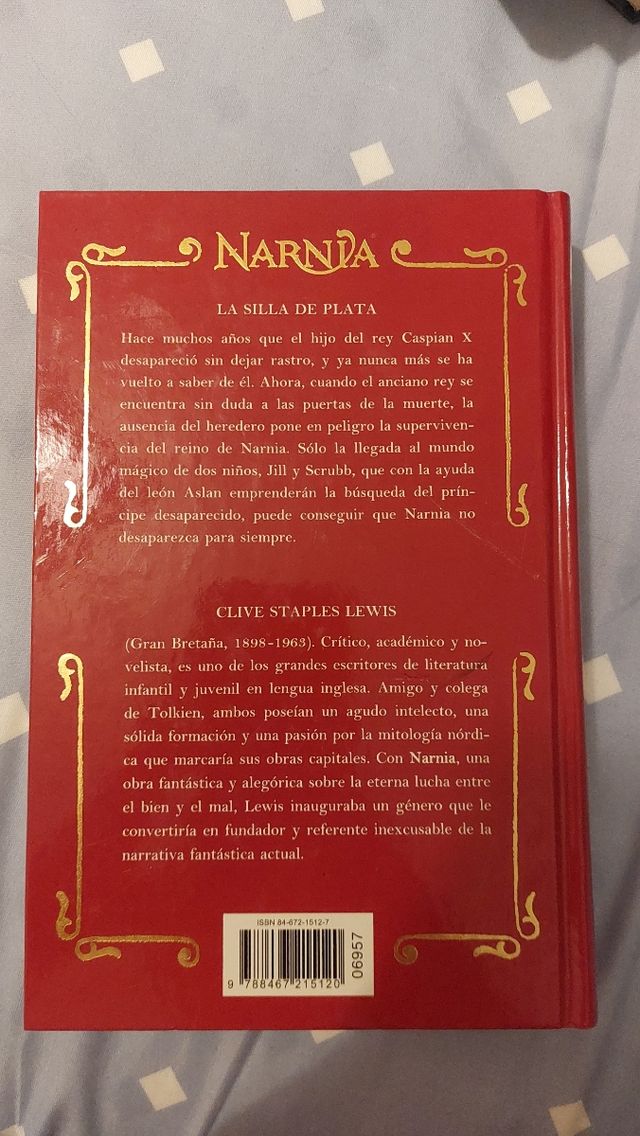 NARNIA
LA SILLA DE PLATA
Hace muchos años que el hijo del rey Caspian X
desapareció sin dejar rastro, y ya nunca más se ha
vuelto a saber de él. Ahora, cuando el anciano rey se
encuentra sin duda a las puertas de la muerte, la
ausencia del heredero pone en peligro la superviven-
cia del reino de Narnia. Sólo la llegada al mundo
mágico de dos niños, Jill y Scrubb, que con la ayuda
del león Aslan emprenderán la búsqueda del prín-
cipe desaparecido, puede conseguir que Narnia no
desaparezca para siempre.
CLIVE STAPLES LEWIS
(Gran Bretaña, 1898-1963). Crítico, académico y no-
velista, es uno de los grandes escritores de literatura
infantil y juvenil en lengua inglesa. Amigo y colega
de Tolkien, ambos poseían un agudo intelecto, una
sólida formación y una pasión por la mitología nórdi-
ca que marcaría sus obras capitales. Con Narnia, una
obra fantástica y alegórica sobre la eterna lucha entre
el bien y el mal, Lewis inauguraba un género que le
convertiría en fundador y referente inexcusable de la
narrativa fantástica actual.
ISBN 84-672-1512-7
9 788467 215120
06957